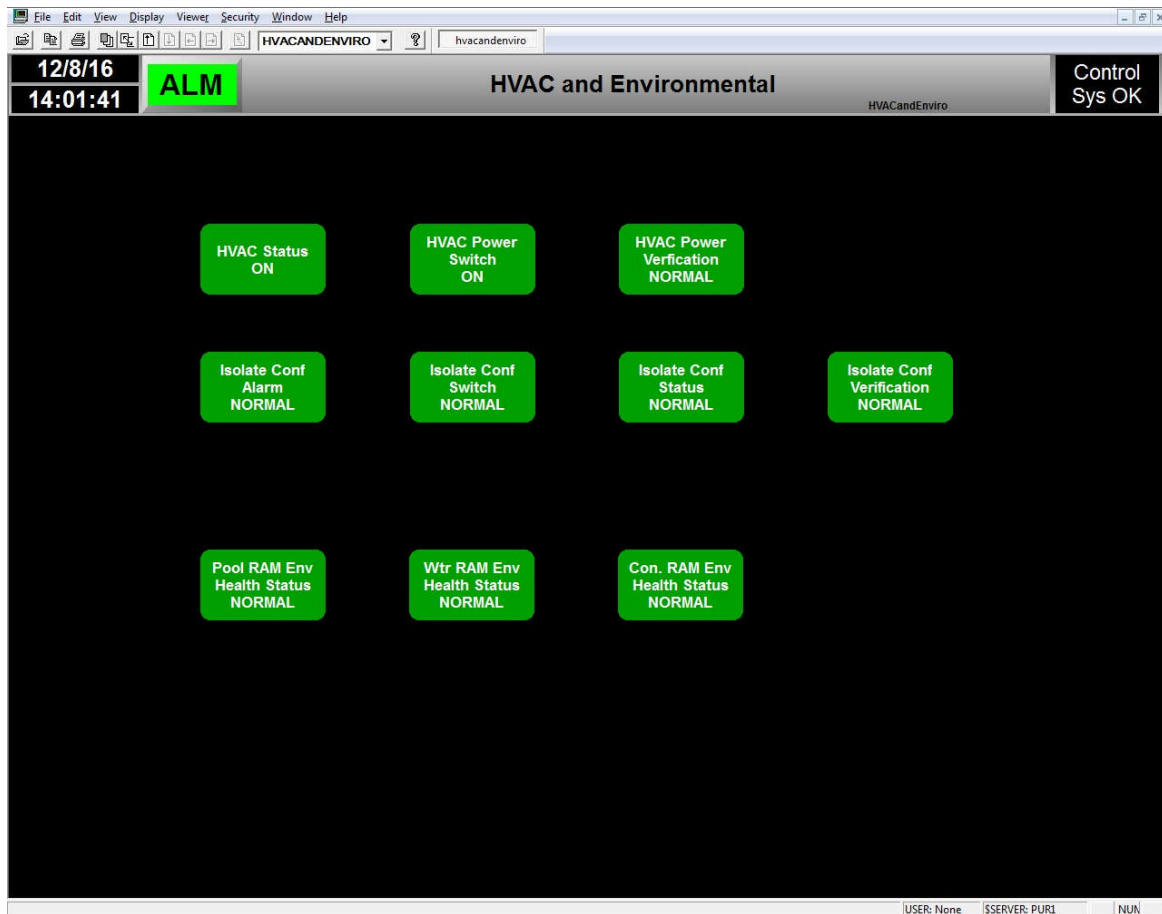 File Edit View Display Viewer Security Window Help
HVACANDENVIRO hvacandenviro
12/8/16
14:01:41
ALM
HVAC and Environmental
HVACandEnviro
Control
Sys OK
HVAC Status
ON
HVAC Power
Switch
ON
HVAC Power
Verfication
NORMAL
Isolate Conf
Alarm
NORMAL
Isolate Conf
Switch
NORMAL
Isolate Conf
Status
NORMAL
Isolate Conf
Verification
NORMAL
Pool RAM Env
Health Status
NORMAL
Wtr RAM Env
Health Status
NORMAL
Con. RAM Env
Health Status
NORMAL
USER: None $SERVER: PUR1 NUM